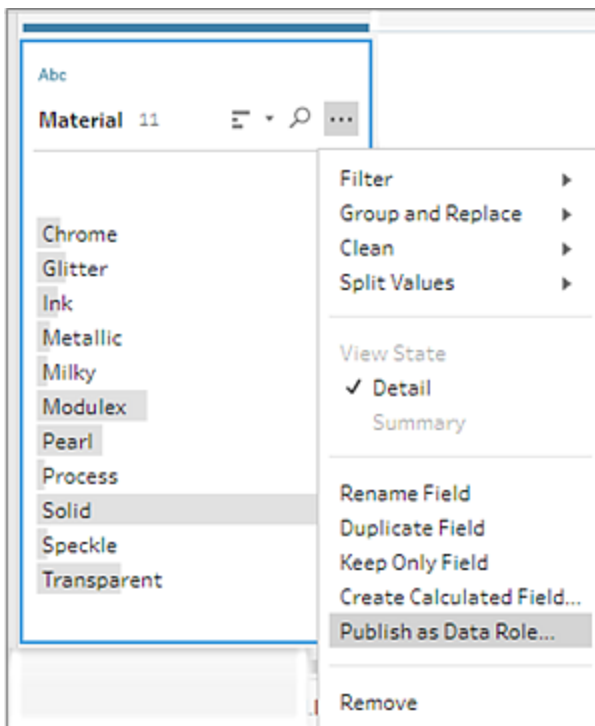 Abc
Material 11
Chrome
Glitter
Ink
Metallic
Milky
Modulex
Pearl
Process
Solid
Speckle
Transparent
Filter
Group and Replace
Clean
Split Values
View State
Detail
Summary
Rename Field
Duplicate Field
Keep Only Field
Create Calculated Field...
Publish as Data Role...
Remove